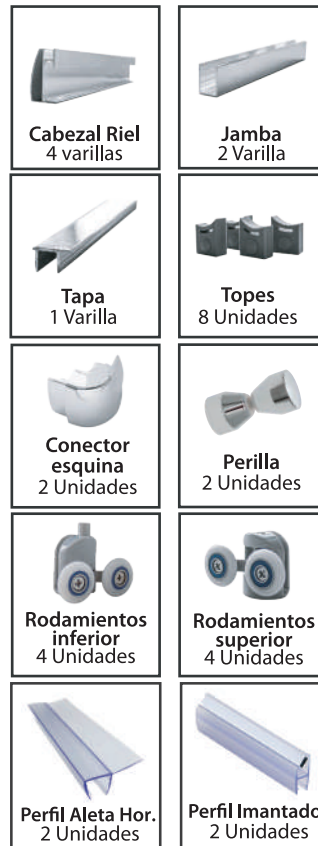 Cabezal Riel
4 varillas
Jamba
2 Varilla
Tapa
1 Varilla
Topes
8 Unidades
Conector
esquina
2 Unidades
Perilla
2 Unidades
Rodamientos
inferior
4 Unidades
Rodamientos
superior
4 Unidades
Perfil Aleta Hor.
2 Unidades
Perfil Imantado
2 Unidades